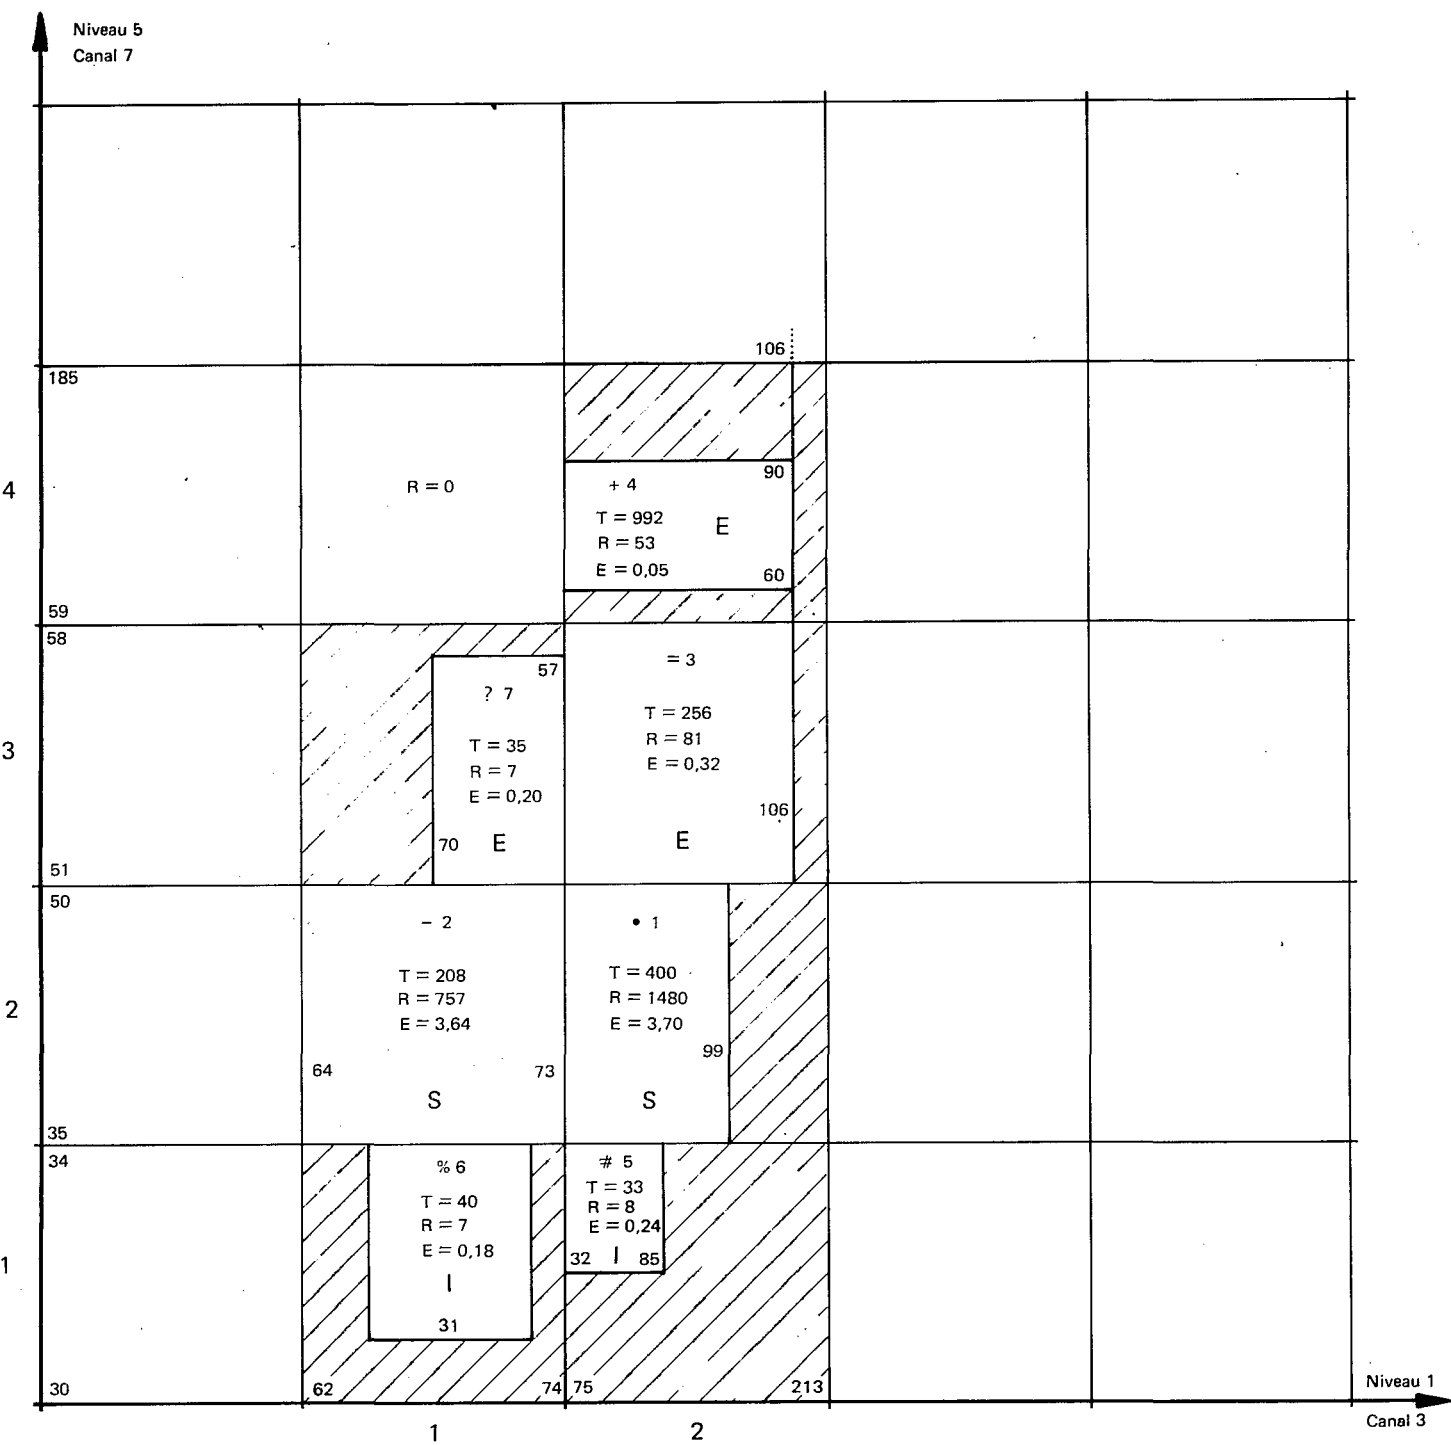 Niveau 5
Canal 7
106
185
4
R = 0
90
+ 4
T = 992
R = 53
E = 0,05
E
60
59
58
57
= 3
? 7
T = 256
R = 81
E = 0,32
3
T = 35
R = 7
E = 0,20
106
70
E
E
51
50
– 2
• 1
T = 208
R = 757
E = 3,64
T = 400
R = 1480
E = 3,70
2
99
64
73
S
S
35
34
% 6
# 5
T = 40
R = 7
E = 0,18
T = 33
R = 8
E = 0,24
1
I
32
I
85
31
30
62
74
75
213
Niveau 1
Canal 3
1
2